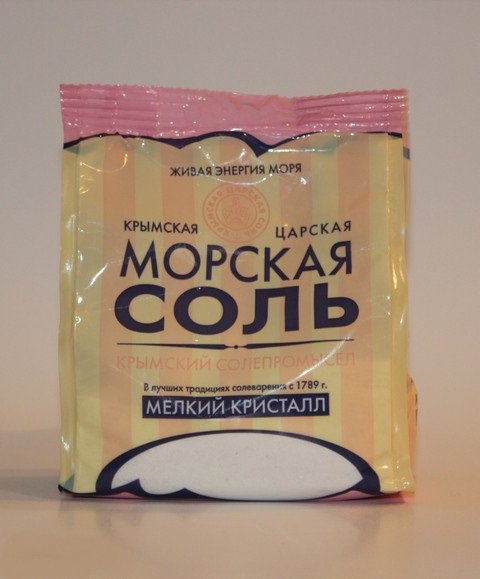 ЖИВАЯ ЭНЕРГИЯ МОРЯ
КРЫМСКАЯ ЦАРСКАЯ
МОРСКАЯ
СОЛЬ
КРЫМСКИЙ СОЛЕПРОМЫСЕЛ
В лучших традициях солеварения с 1789 г.
МЕЛКИЙ КРИСТАЛЛ